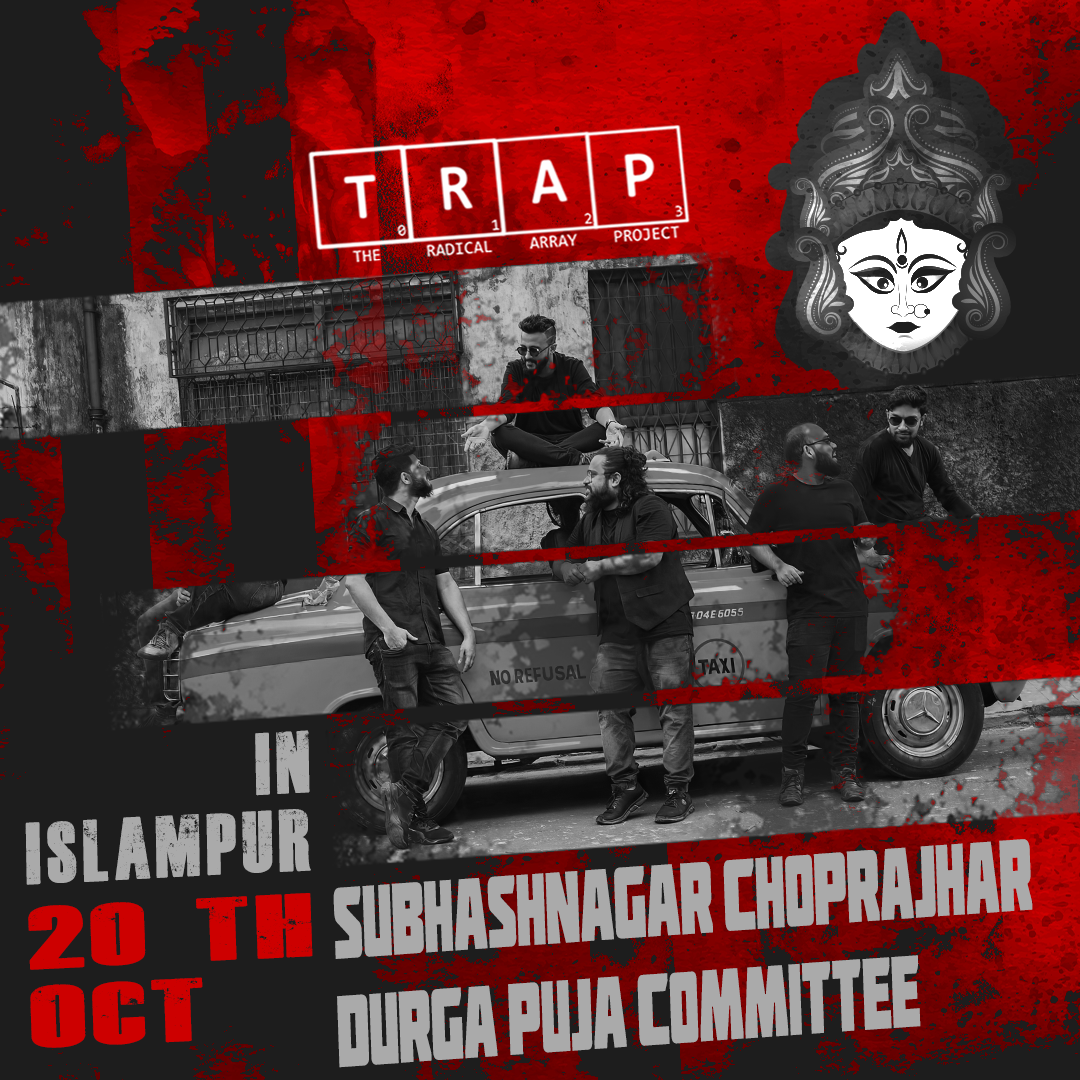 T R A P
0 1 2 3
THE RADICAL ARRAY PROJECT
04E6055
NO REFUSAL
TAXI
IN
ISLAMPUR
20 TH
OCT
SUBHASHNAGAR CHOPRAJHAR
DURGA PUJA COMMITTEE